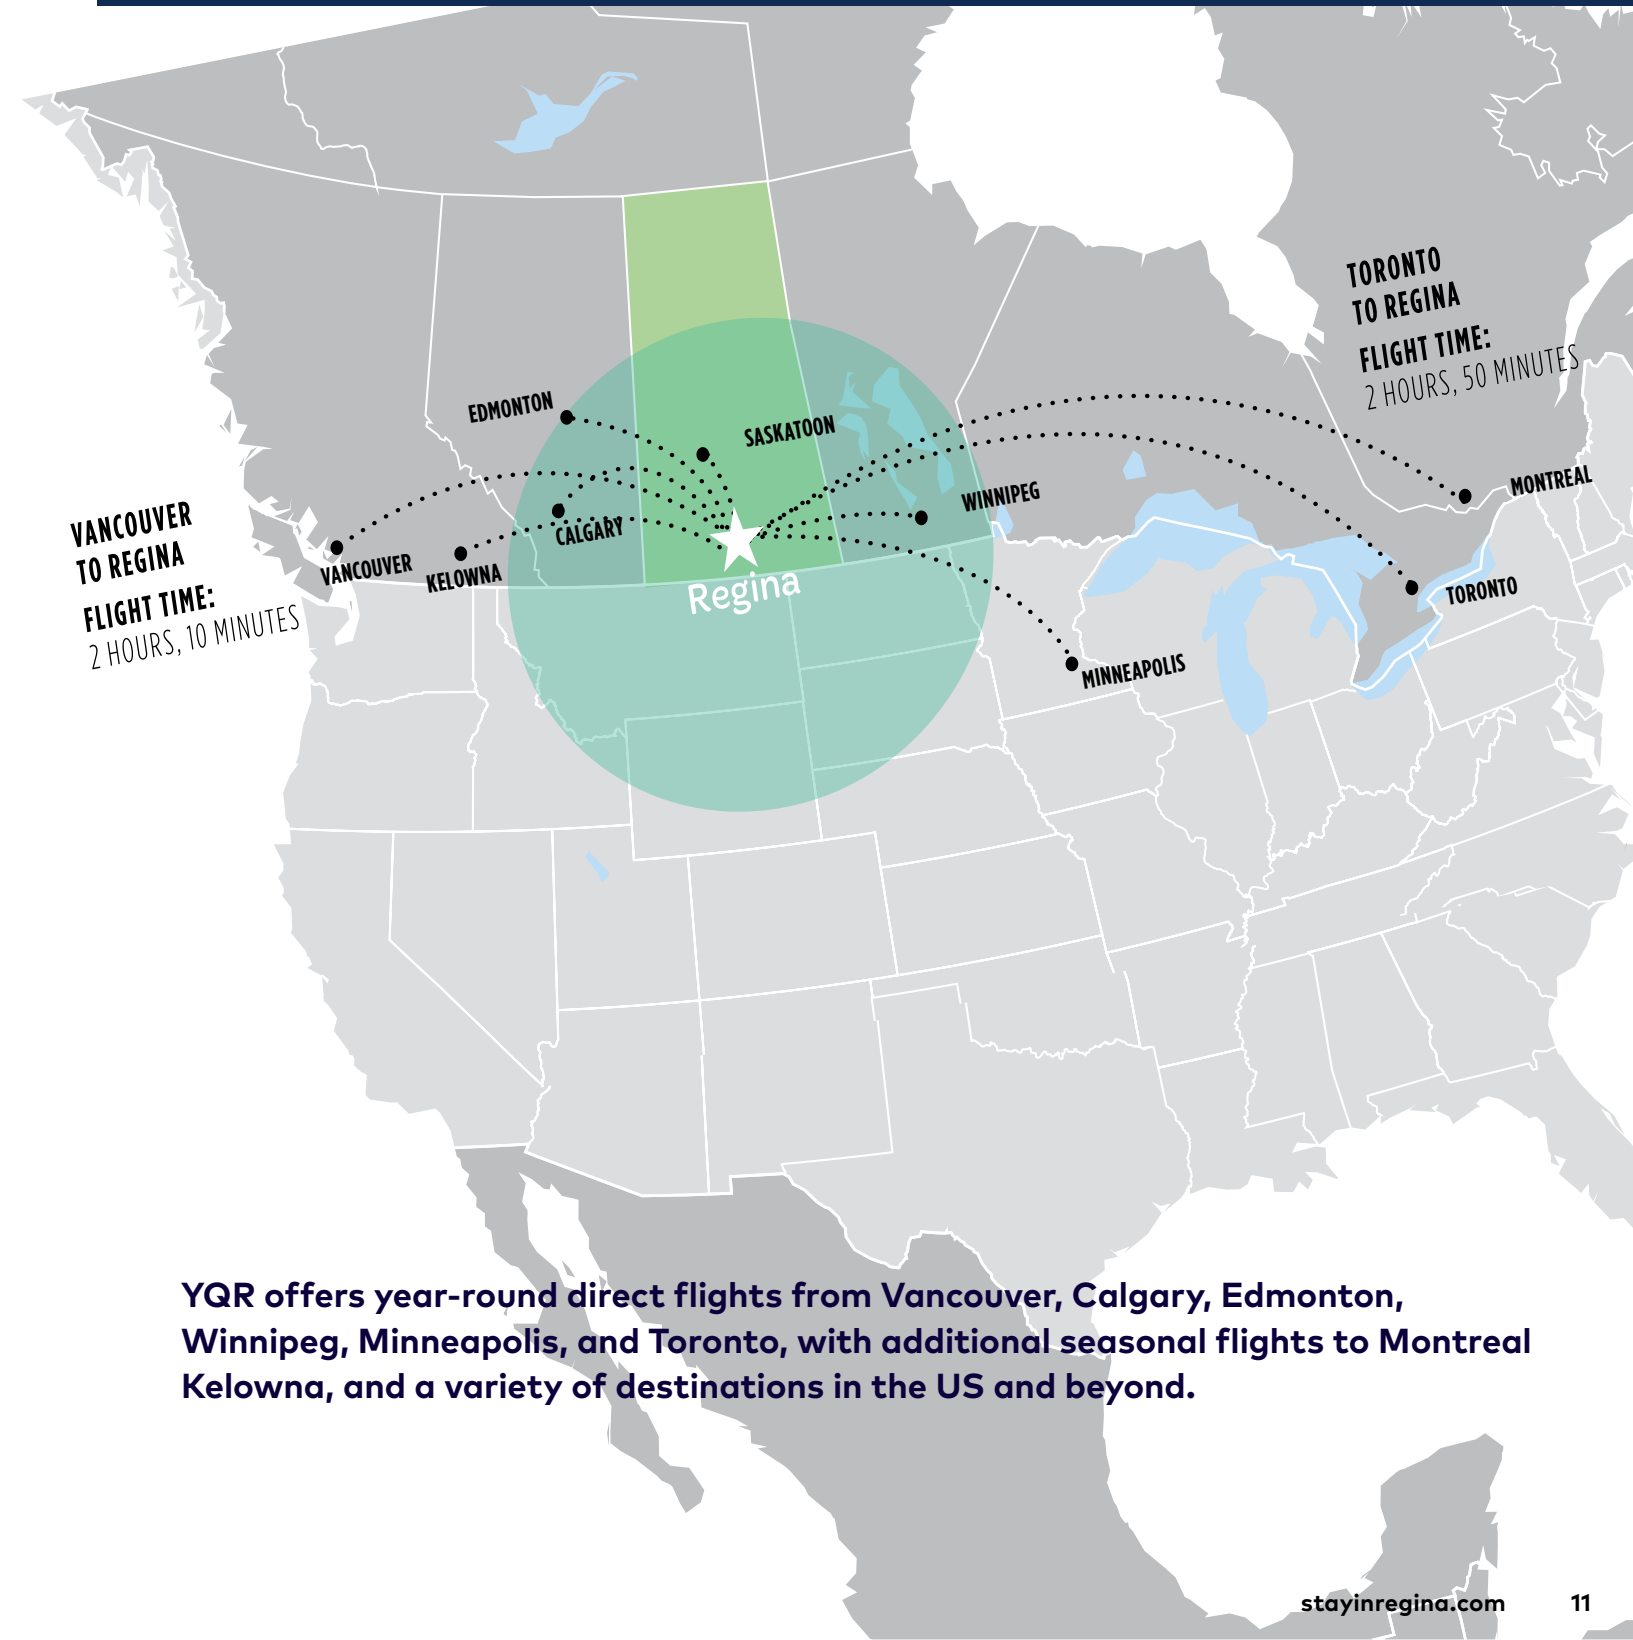 TORONTO
TO REGINA
FLIGHT TIME:
2 HOURS, 50 MINUTES
EDMONTON
SASKATOON
VANCOUVER
TO REGINA
FLIGHT TIME:
2 HOURS, 10 MINUTES
VANCOUVER
KELOWNA
CALGARY
WINNIPEG
MONTREAL
Regina
TORONTO
MINNEAPOLIS
YQR offers year-round direct flights from Vancouver, Calgary, Edmonton,
Winnipeg, Minneapolis, and Toronto, with additional seasonal flights to Montreal
Kelowna, and a variety of destinations in the US and beyond.
stayinregina.com 11